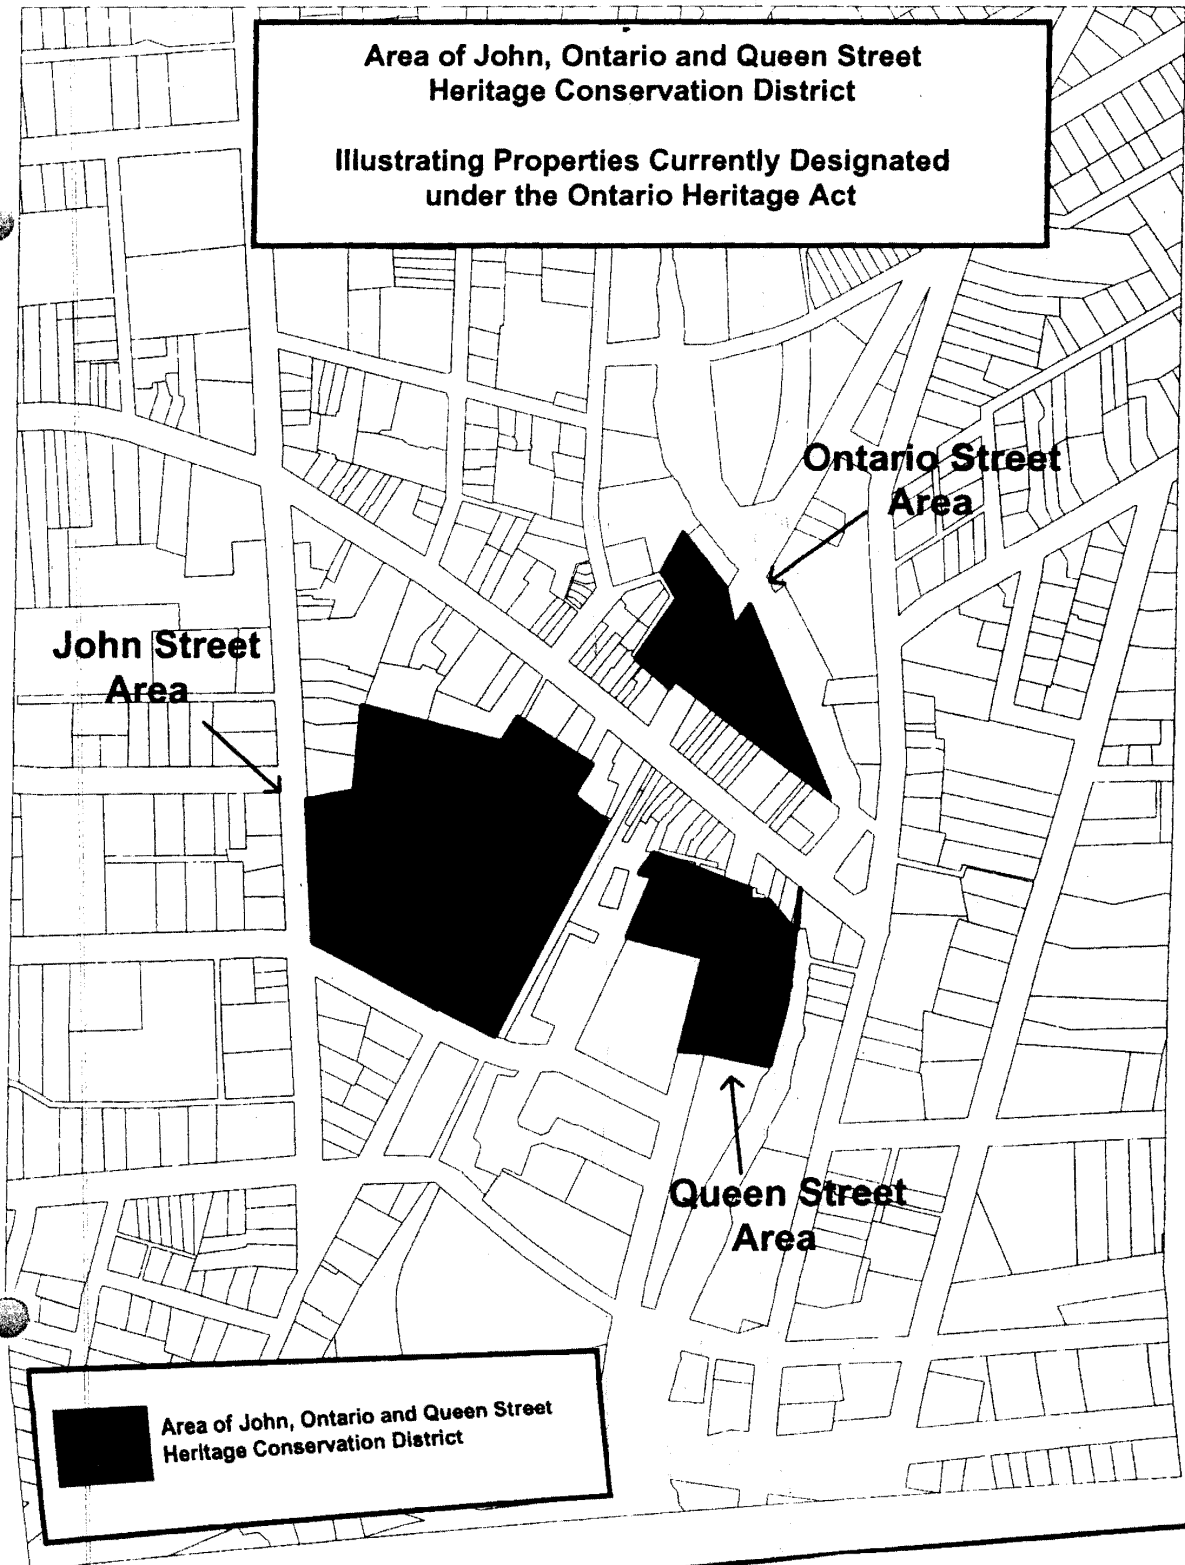 Area of John, Ontario and Queen Street
Heritage Conservation District
Illustrating Properties Currently Designated
under the Ontario Heritage Act
Ontario Street
Area
John Street
Area
Queen Street
Area
Area of John, Ontario and Queen Street
Heritage Conservation District